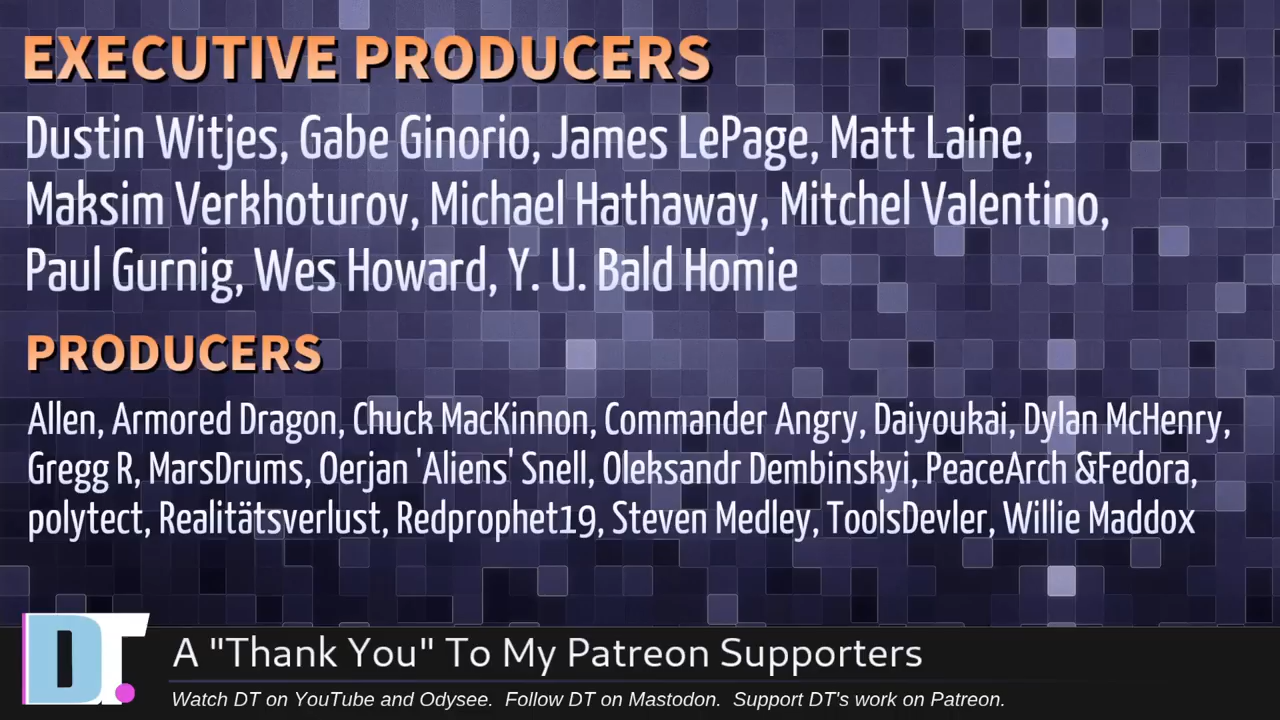 EXECUTIVE PRODUCERS
Dustin Witjes, Gabe Ginorio, James LePage, Matt Laine,
Maksim Verkhoturov, Michael Hathaway, Mitchel Valentino,
Paul Gurnig, Wes Howard, Y. U. Bald Homie
PRODUCERS
Allen, Armored Dragon, Chuck MacKinnon, Commander Angry, Daiyoukai, Dylan McHenry,
Gregg R, MarsDrums, Oerjan 'Aliens' Snell, Oleksandr Dembinskyi, PeaceArch &Fedora,
polytect, Realitätsverlust, Redprophet19, Steven Medley, ToolsDevler, Willie Maddox
DT.
A "Thank You" To My Patreon Supporters
Watch DT on YouTube and Odysee. Follow DT on Mastodon. Support DT's work on Patreon.